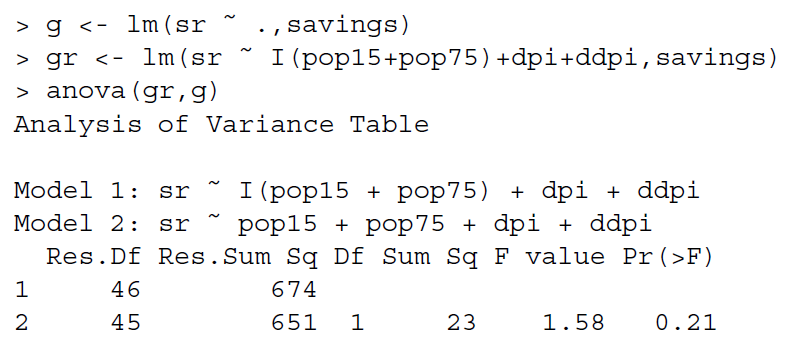 > g <- lm(sr ˜ .,savings)
> gr <- lm(sr ˜ I(pop15+pop75)+dpi+ddpi,savings)
> anova(gr,g)
Analysis of Variance Table
Model 1: sr ˜ I(pop15 + pop75) + dpi + ddpi
Model 2: sr ˜ pop15 + pop75 + dpi + ddpi
Res.Df Res.Sum Sq Df Sum Sq F value Pr(>F)
1 46 674
2 45 651 1 23 1.58 0.21